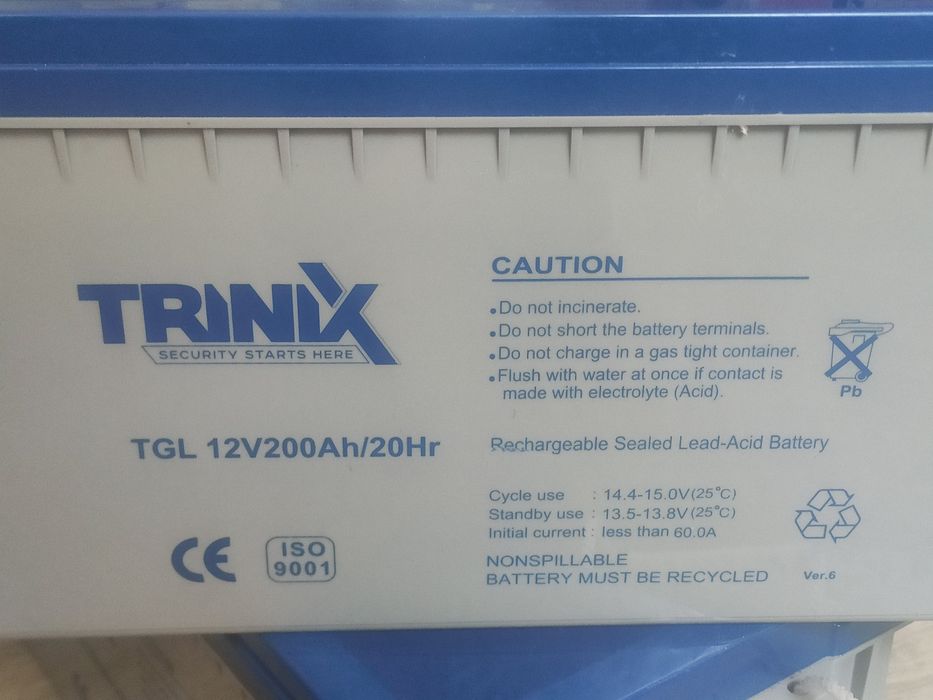 TRINIX
SECURITY STARTS HERE
TGL 12V200Ah/20Hr
CE
ISO
9001
CAUTION
•Do not incinerate.
•Do not short the battery terminals.
•Do not charge in a gas tight container.
•Flush with water at once if contact is
made with electrolyte (Acid).
Pb
Rechargeable Sealed Lead-Acid Battery
Cycle use : 14.4-15.0V(25°C)
Standby use : 13.5-13.8V(25°C)
Initial current : less than 60.0A
NONSPILLABLE
BATTERY MUST BE RECYCLED
Ver.6